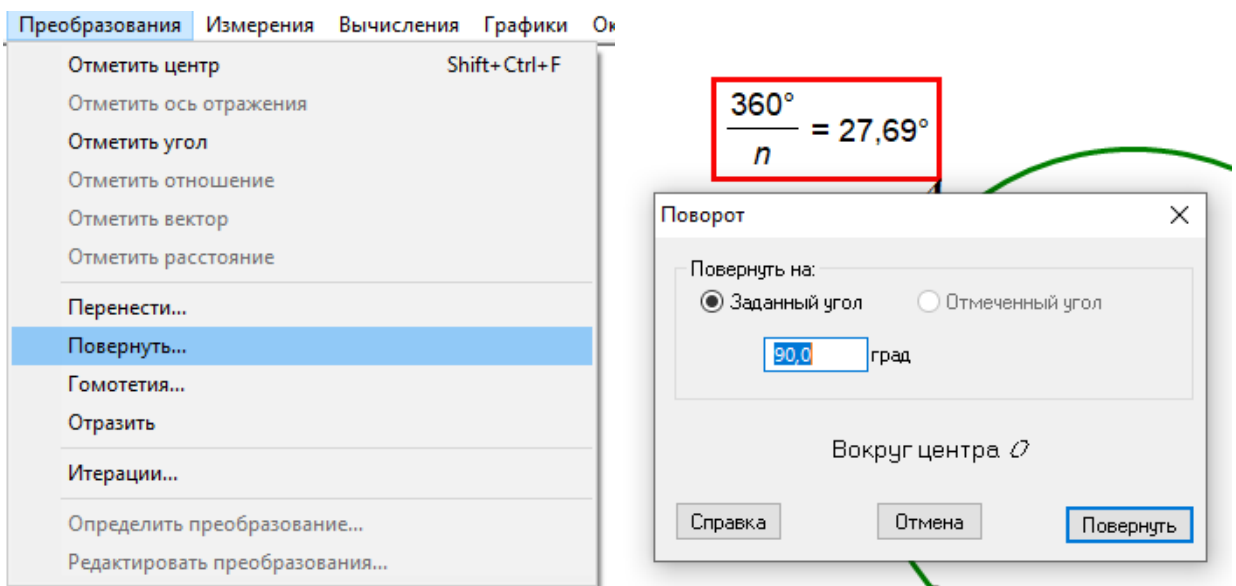 Преобразования Измерения Вычисления Графики Ок
Отметить центр Shift+Ctrl+F
Отметить ось отражения
Отметить угол
Отметить отношение
Отметить вектор
Отметить расстояние
Перенести...
Повернуть...
Гомотетия...
Отразить
Итерации...
Определить преобразование...
Редактировать преобразования...
360°
n
= 27,69°
Поворот
Повернуть на:
Заданный угол Отмеченный угол
90,0 град
Вокруг центра O
Справка Отмена Повернуть